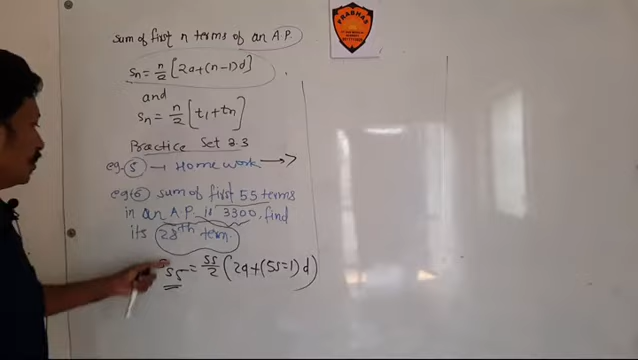 PRABHAS
Sum of first n terms of an A.P.
Sn = n/2 [2a+(n-1)d]
and
Sn = n/2 [t1+tn]
Practice Set 3.3
eg. 5 → Home work →
eg 6 sum of first 55 terms
in an A.P. is 3300, find
its 28th term.
S55 = 55/2 (2a+(55-1)d)